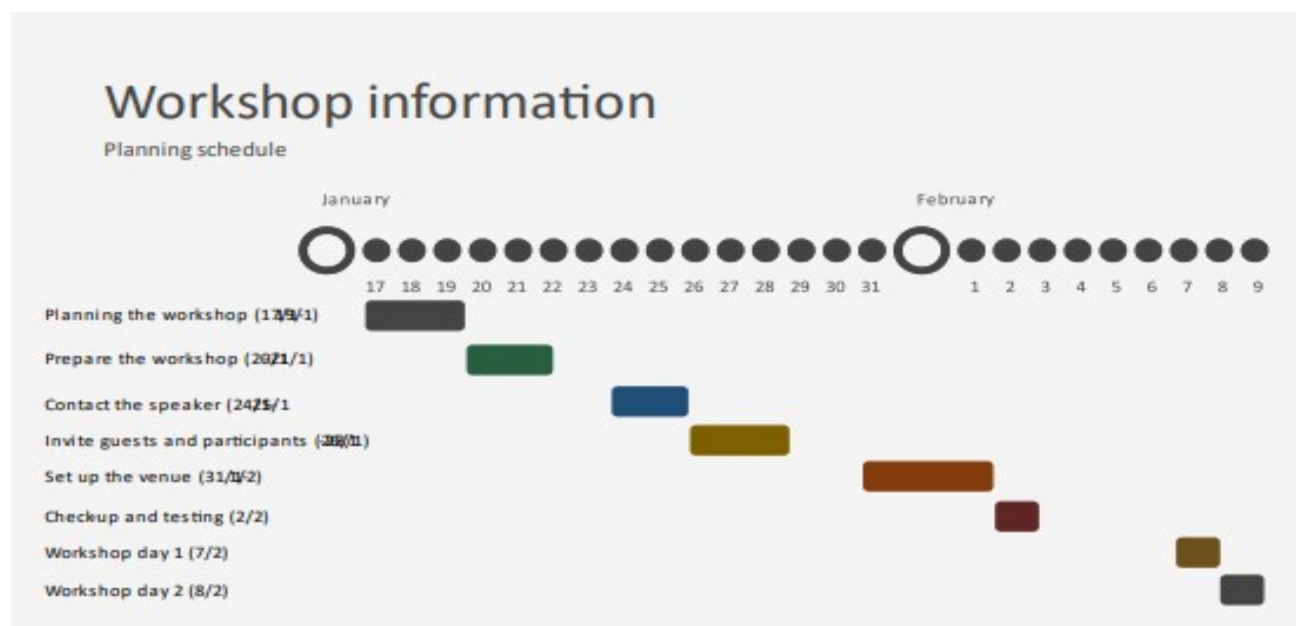 Workshop information
Planning schedule
January February
17 18 19 20 21 22 23 24 25 26 27 28 29 30 31 1 2 3 4 5 6 7 8 9
Planning the workshop
Prepare the workshop
Contact the speaker
Invite guests and participants
Set up the venue
Checkup and testing (2/2)
Workshop day 1 (7/2)
Workshop day 2 (8/2)